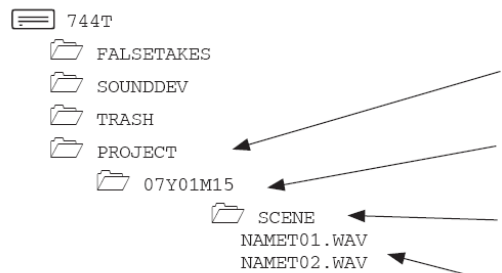 744T
FALSETAKES
SOUNDDEV
TRASH
PROJECT
07Y01M15
SCENE
NAMET01.WAV
NAMET02.WAV